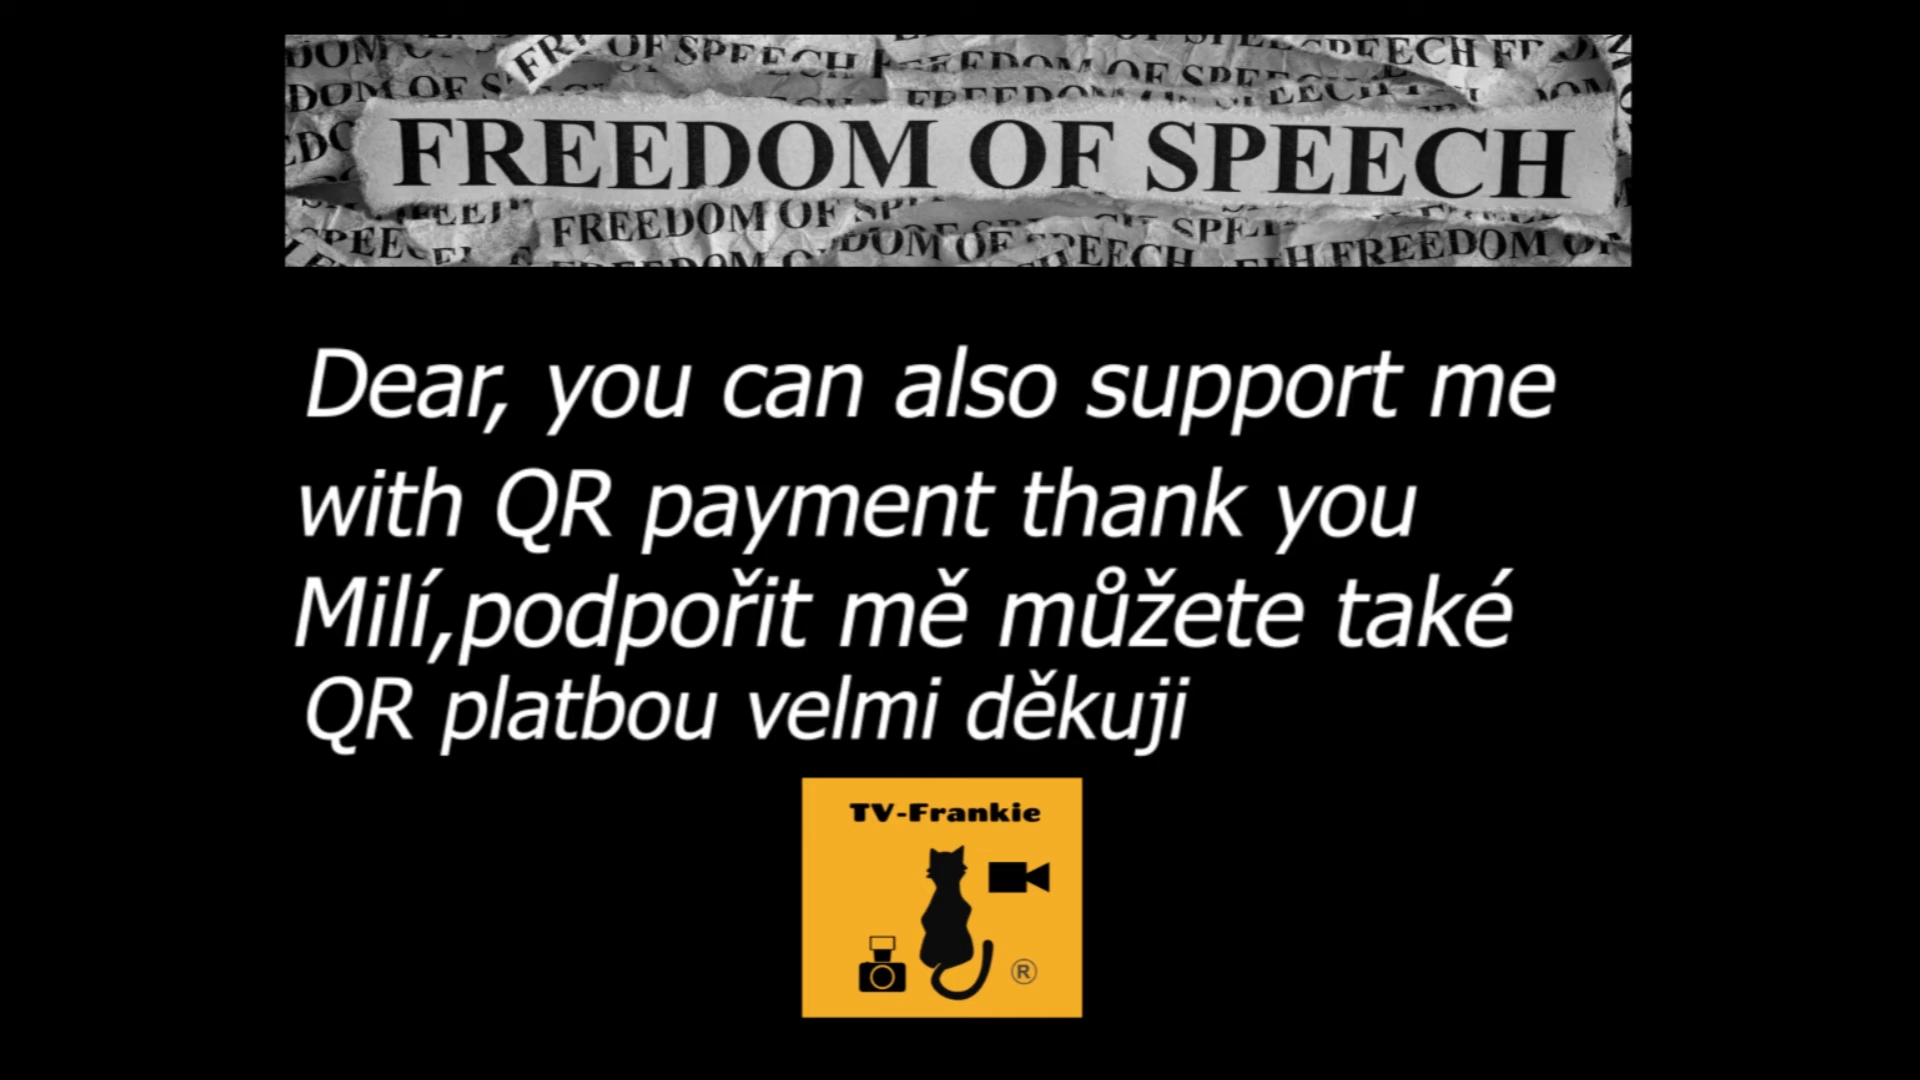 FREEDOM OF SPEECH
Dear, you can also support me
with QR payment thank you
Milí,podpořit mě můžete také
QR platbou velmi děkuji
TV-Frankie
®